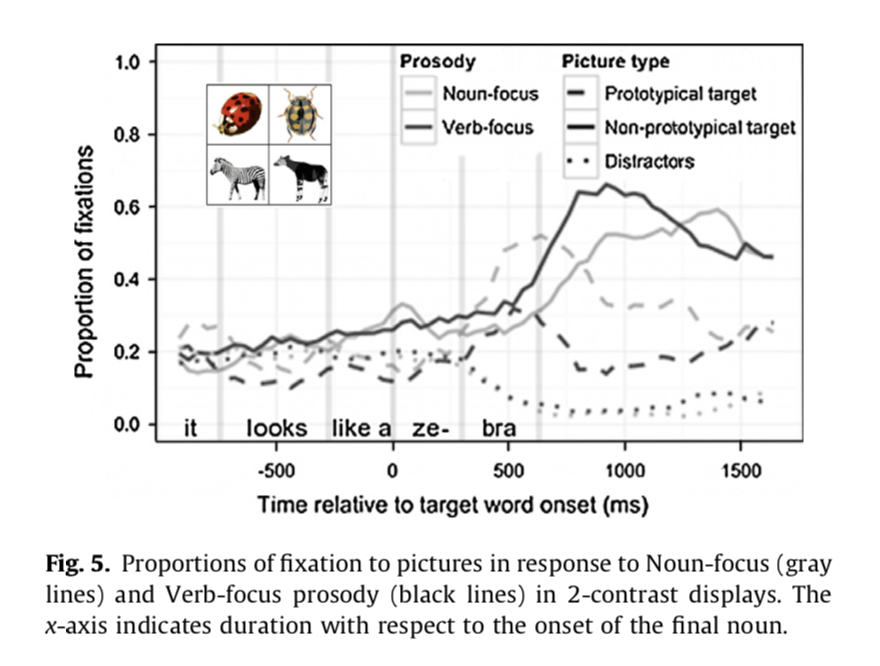 Prosody
Noun-focus
Verb-focus
Picture type
Prototypical target
Non-prototypical target
Distractors
Proportion of fixations
1.0
0.8
0.6
0.4
0.2
0.0
it looks like a ze- bra
-500 0 500 1000 1500
Time relative to target word onset (ms)
Fig. 5. Proportions of fixation to pictures in response to Noun-focus (gray
lines) and Verb-focus prosody (black lines) in 2-contrast displays. The
x-axis indicates duration with respect to the onset of the final noun.